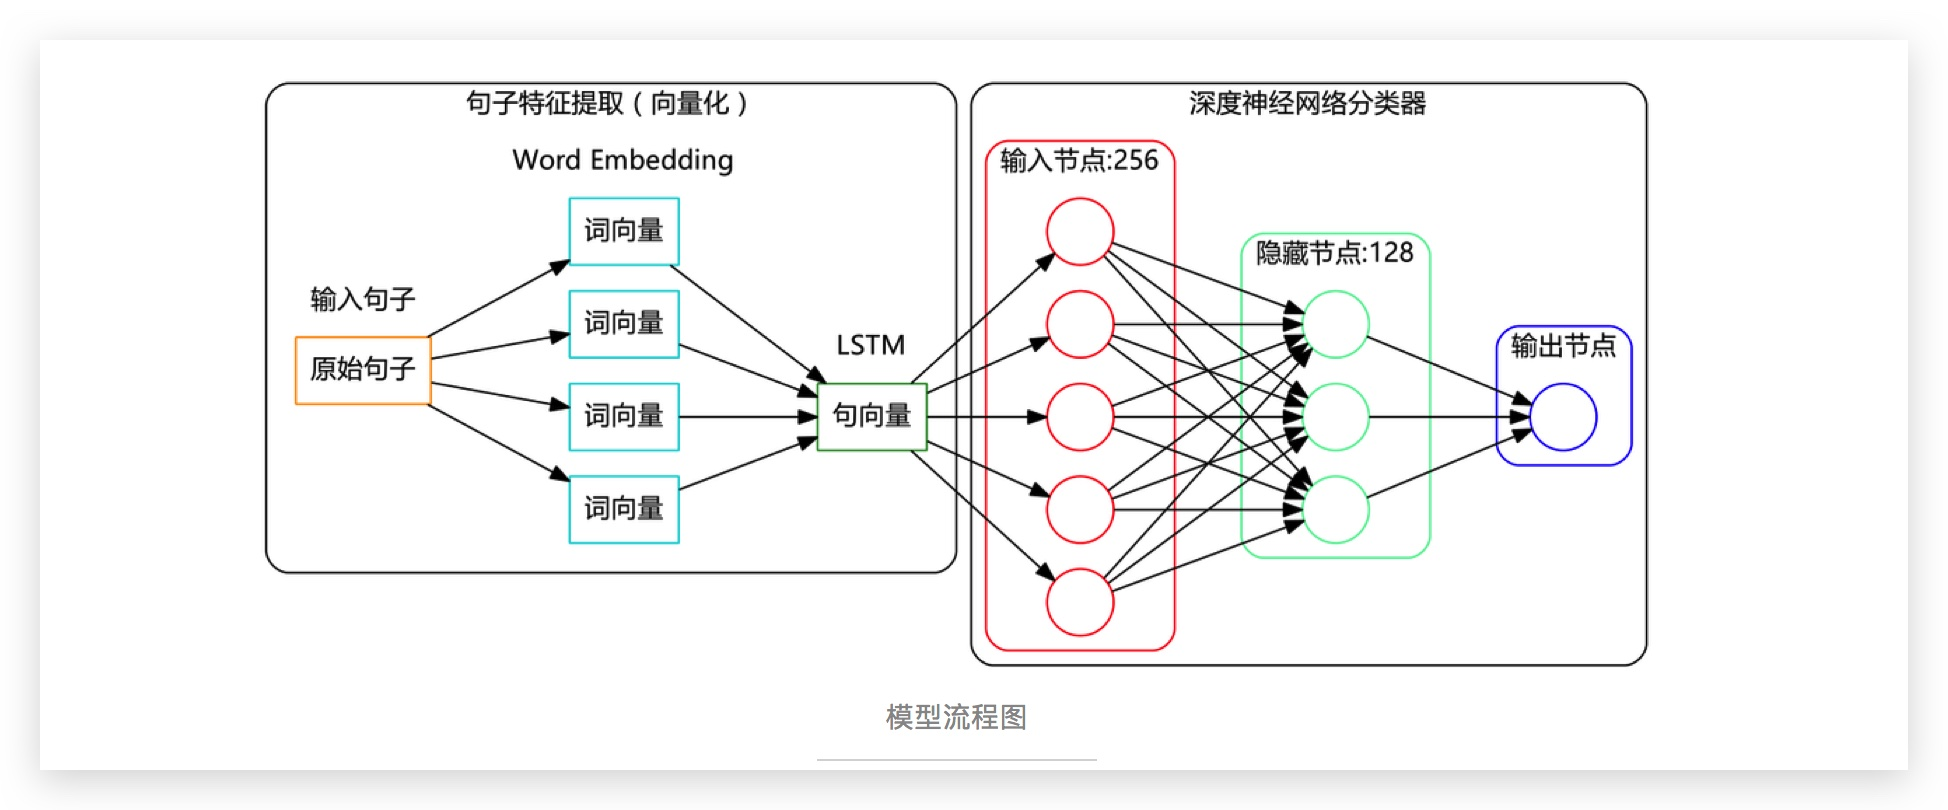 句子特征提取（向量化）
Word Embedding
输入句子
原始句子
词向量
词向量
词向量
词向量
LSTM
句向量
深度神经网络分类器
输入节点:256
隐藏节点:128
输出节点
模型流程图